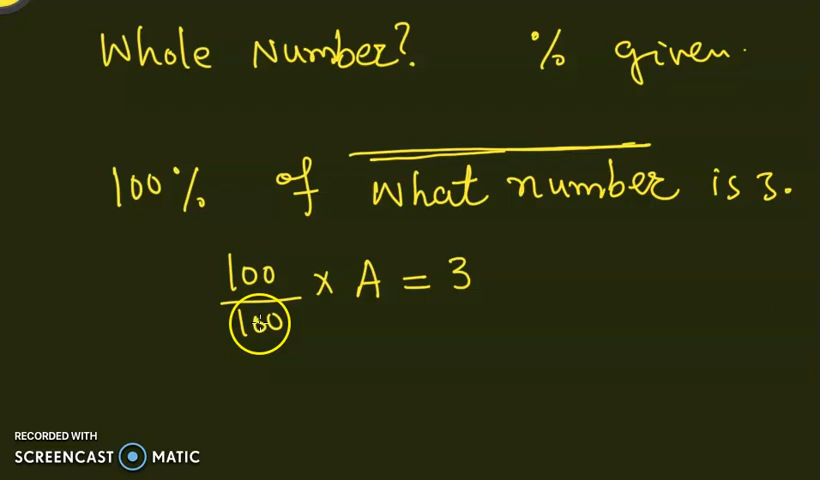 Whole Number? % given.
100% of What number is 3.
100
100 × A = 3
RECORDED WITH
SCREENCAST MATIC